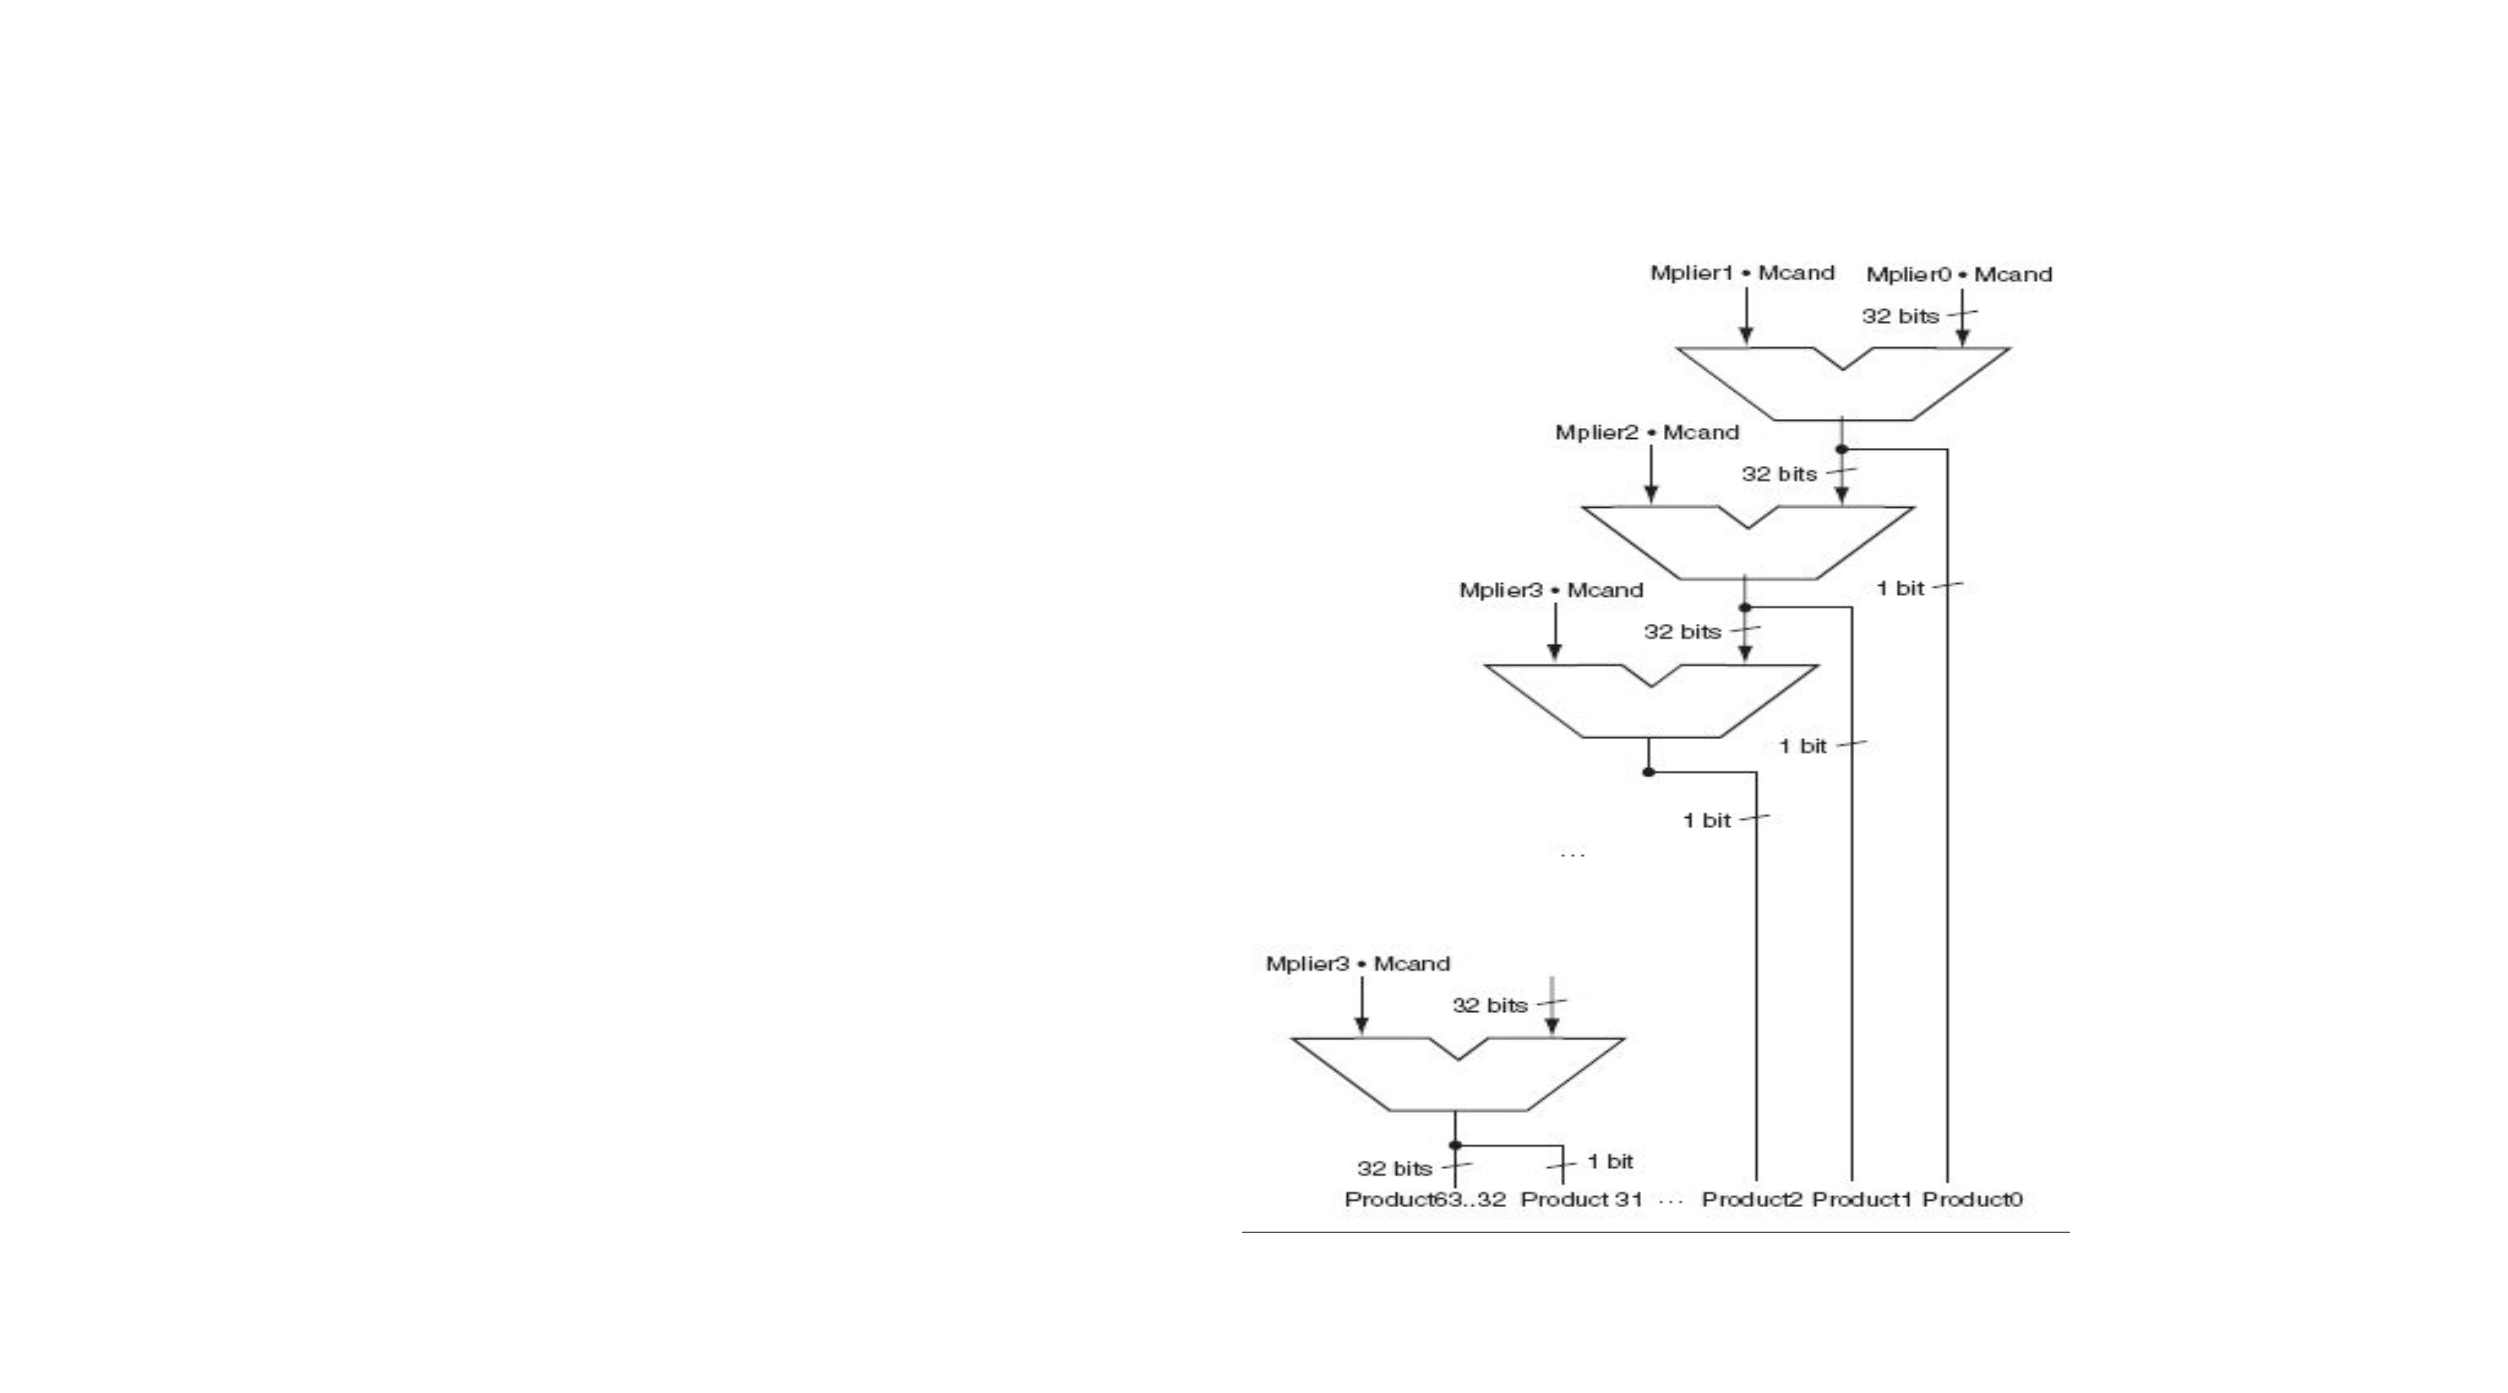 Mplier1 • Mcand Mplier0 • Mcand
32 bits
Mplier2 • Mcand
32 bits
1 bit
Mplier3 • Mcand
32 bits
1 bit
1 bit
...
Mplier3 • Mcand
32 bits
32 bits 1 bit
Product63..32 Product 31 ... Product2 Product1 Product0